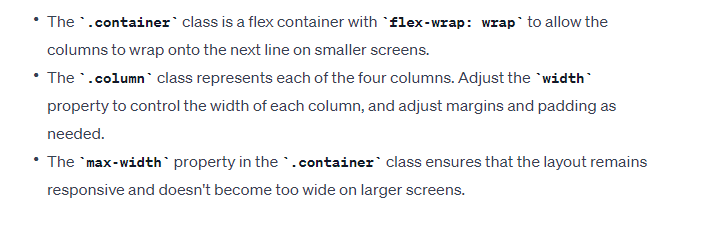 • The `.container` class is a flex container with `flex-wrap: wrap` to allow the
columns to wrap onto the next line on smaller screens.
• The `.column` class represents each of the four columns. Adjust the `width`
property to control the width of each column, and adjust margins and padding as
needed.
• The `max-width` property in the `.container` class ensures that the layout remains
responsive and doesn't become too wide on larger screens.